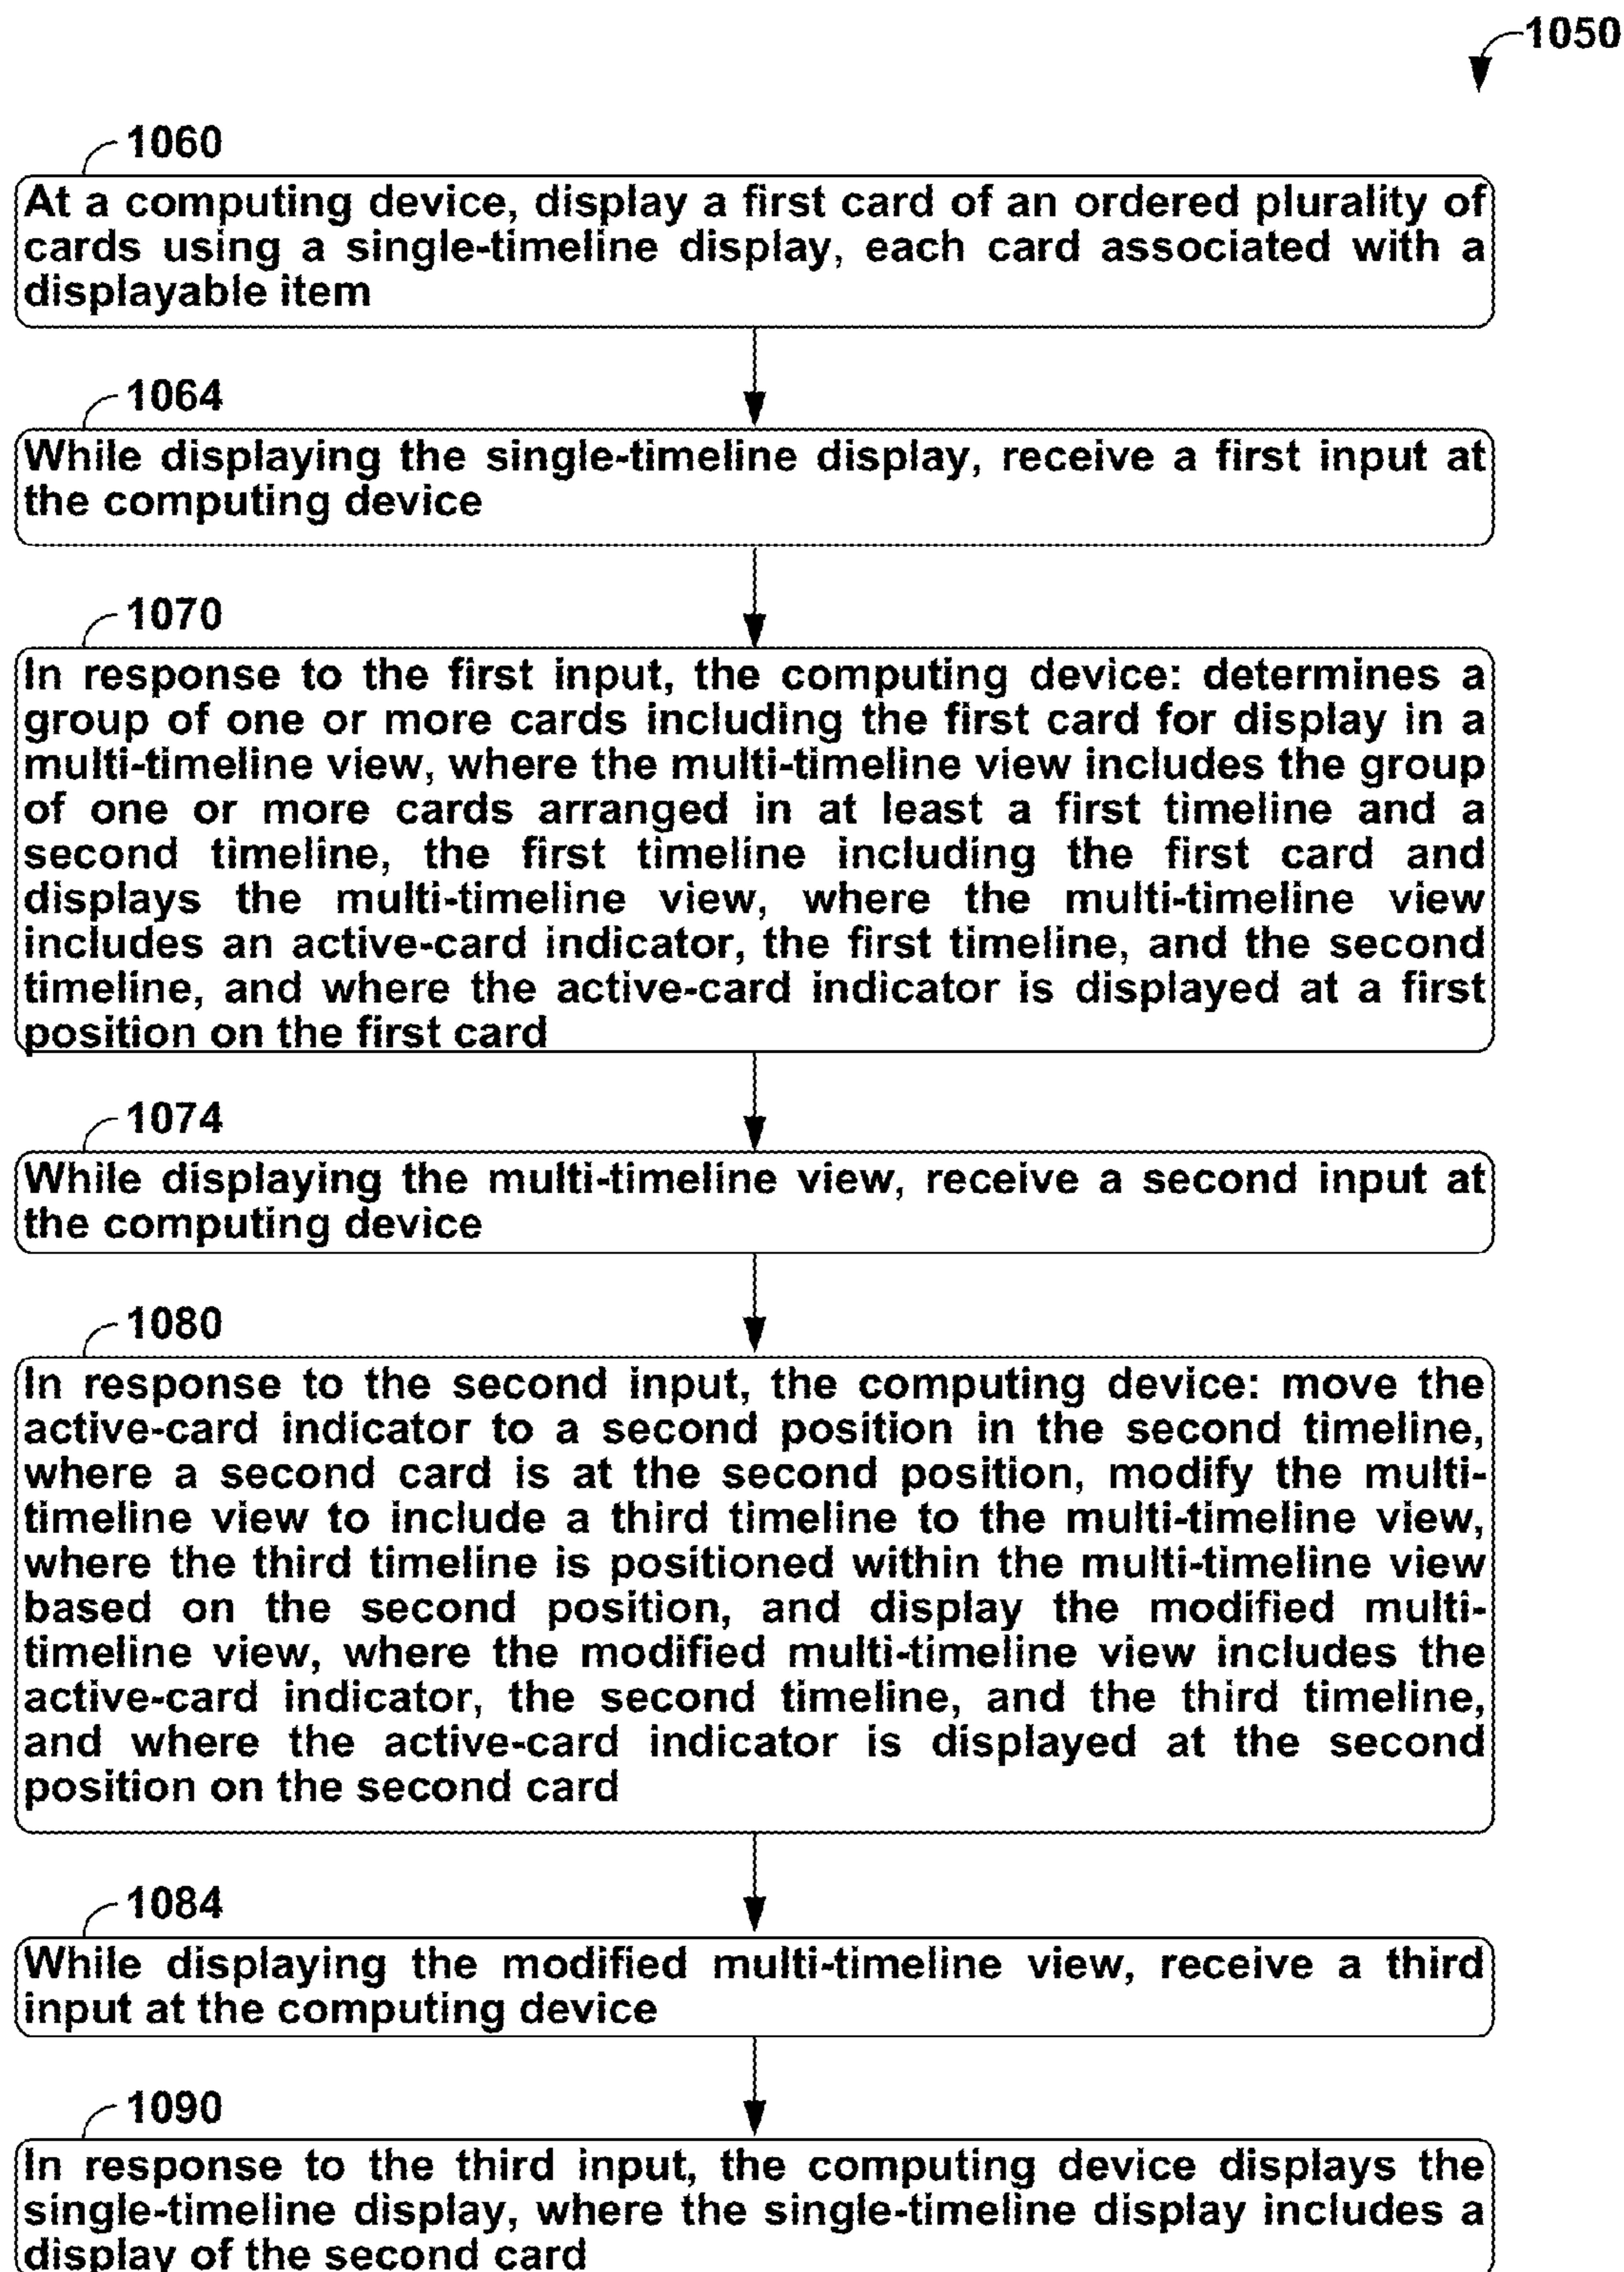 1050
1060
At a computing device, display a first card of an ordered plurality of
cards using a single-timeline display, each card associated with a
displayable item
1064
While displaying the single-timeline display, receive a first input at
the computing device
1070
In response to the first input, the computing device: determines a
group of one or more cards including the first card for display in a
multi-timeline view, where the multi-timeline view includes the group
of one or more cards arranged in at least a first timeline and a
second timeline, the first timeline including the first card and
displays the multi-timeline view, where the multi-timeline view
includes an active-card indicator, the first timeline, and the second
timeline, and where the active-card indicator is displayed at a first
position on the first card
1074
While displaying the multi-timeline view, receive a second input at
the computing device
1080
In response to the second input, the computing device: move the
active-card indicator to a second position in the second timeline,
where a second card is at the second position, modify the multi-
timeline view to include a third timeline to the multi-timeline view,
where the third timeline is positioned within the multi-timeline view
based on the second position, and display the modified multi-
timeline view, where the modified multi-timeline view includes the
active-card indicator, the second timeline, and the third timeline,
and where the active-card indicator is displayed at the second
position on the second card
1084
While displaying the modified multi-timeline view, receive a third
input at the computing device
1090
In response to the third input, the computing device displays the
single-timeline display, where the single-timeline display includes a
display of the second card